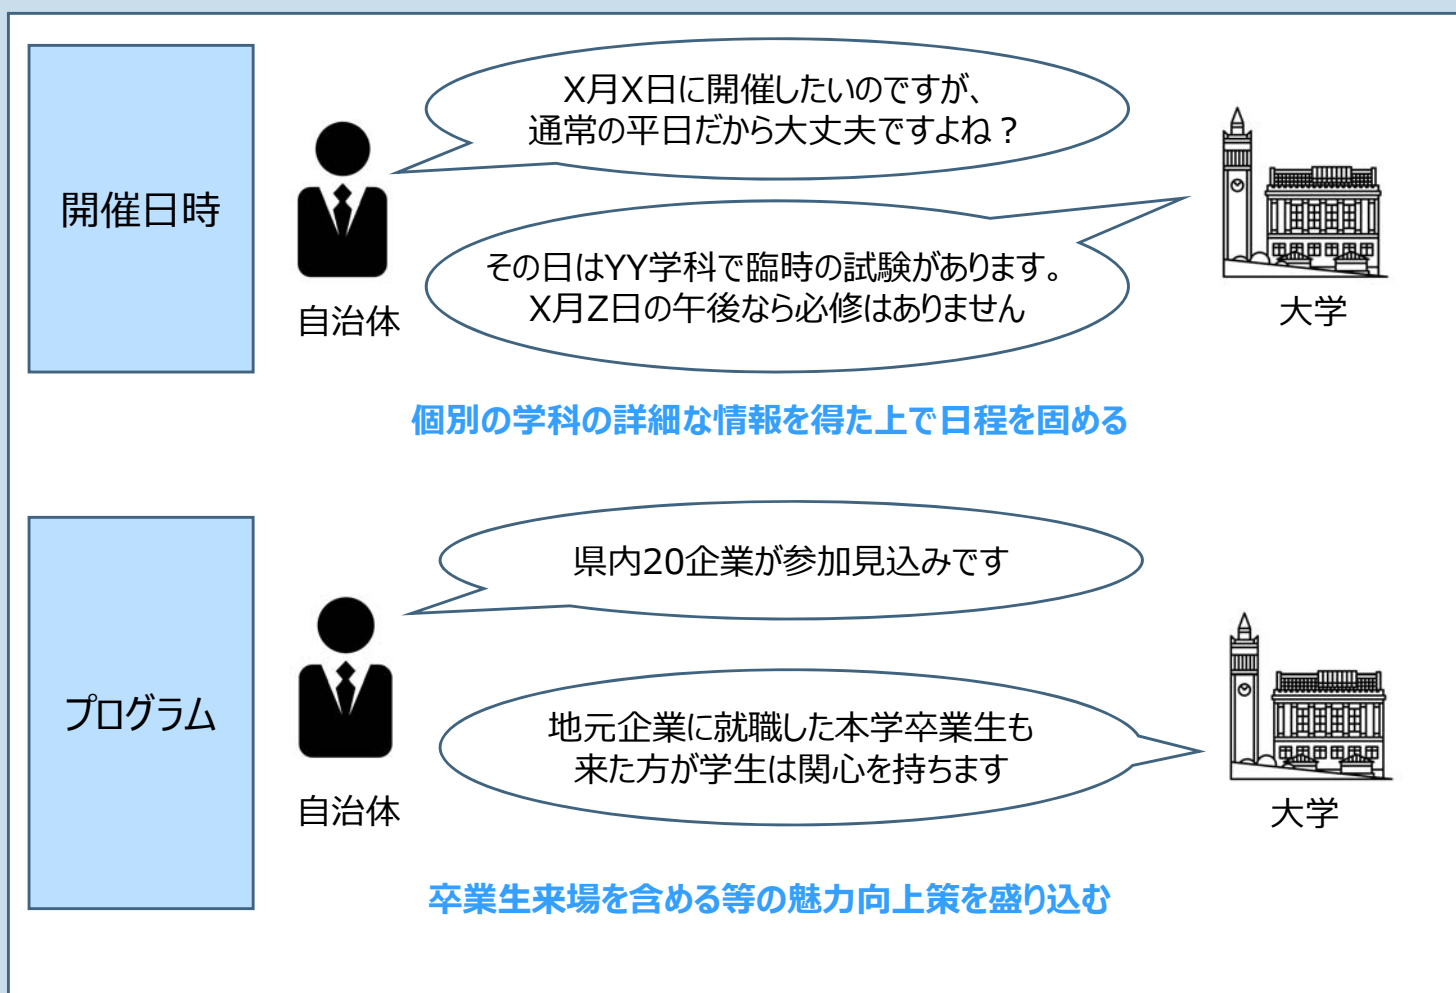 開催日時
X月X日に開催したいのですが、
通常の平日だから大丈夫ですよね？
その日はYY学科で臨時の試験があります。
X月Z日の午後なら必修はありません
自治体
大学
個別の学科の詳細な情報を得た上で日程を固める
プログラム
県内20企業が参加見込みです
地元企業に就職した本学卒業生も
来た方が学生は関心を持ちます
自治体
大学
卒業生来場を含める等の魅力向上策を盛り込む